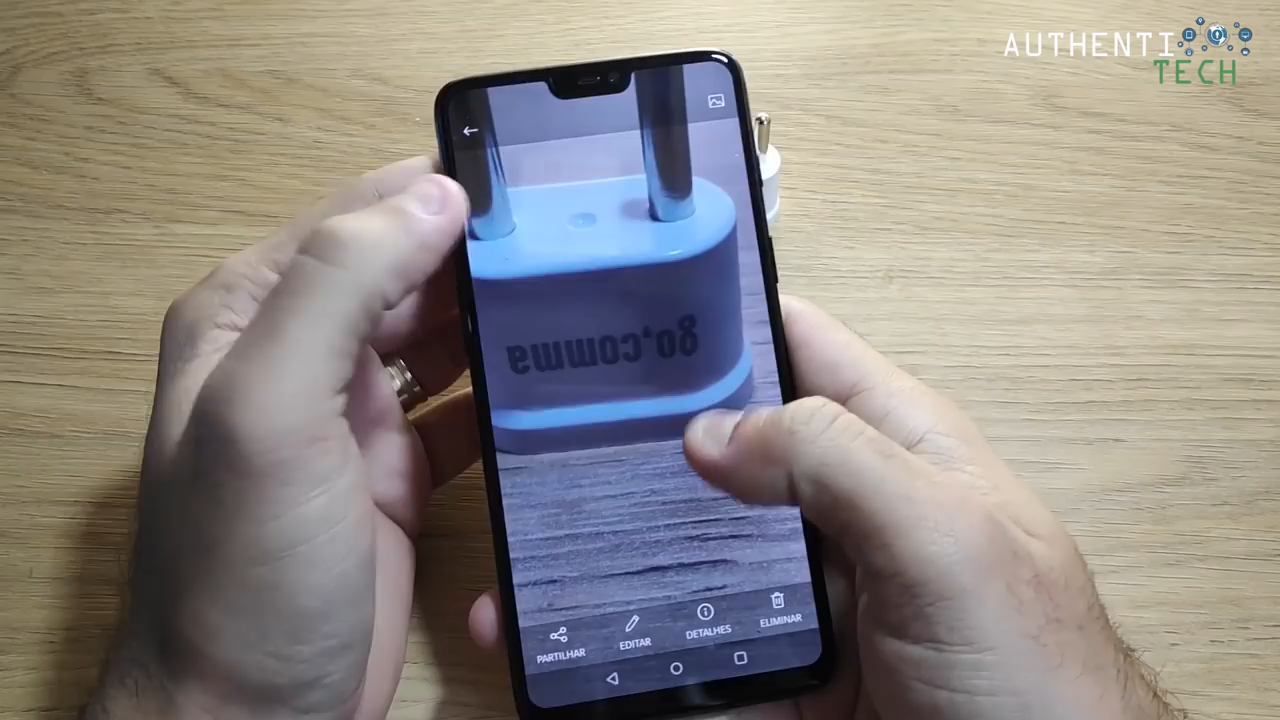 AUTHENTI
TECH
go,comma
PARTILHAR
EDITAR
DETALHES
ELIMINAR